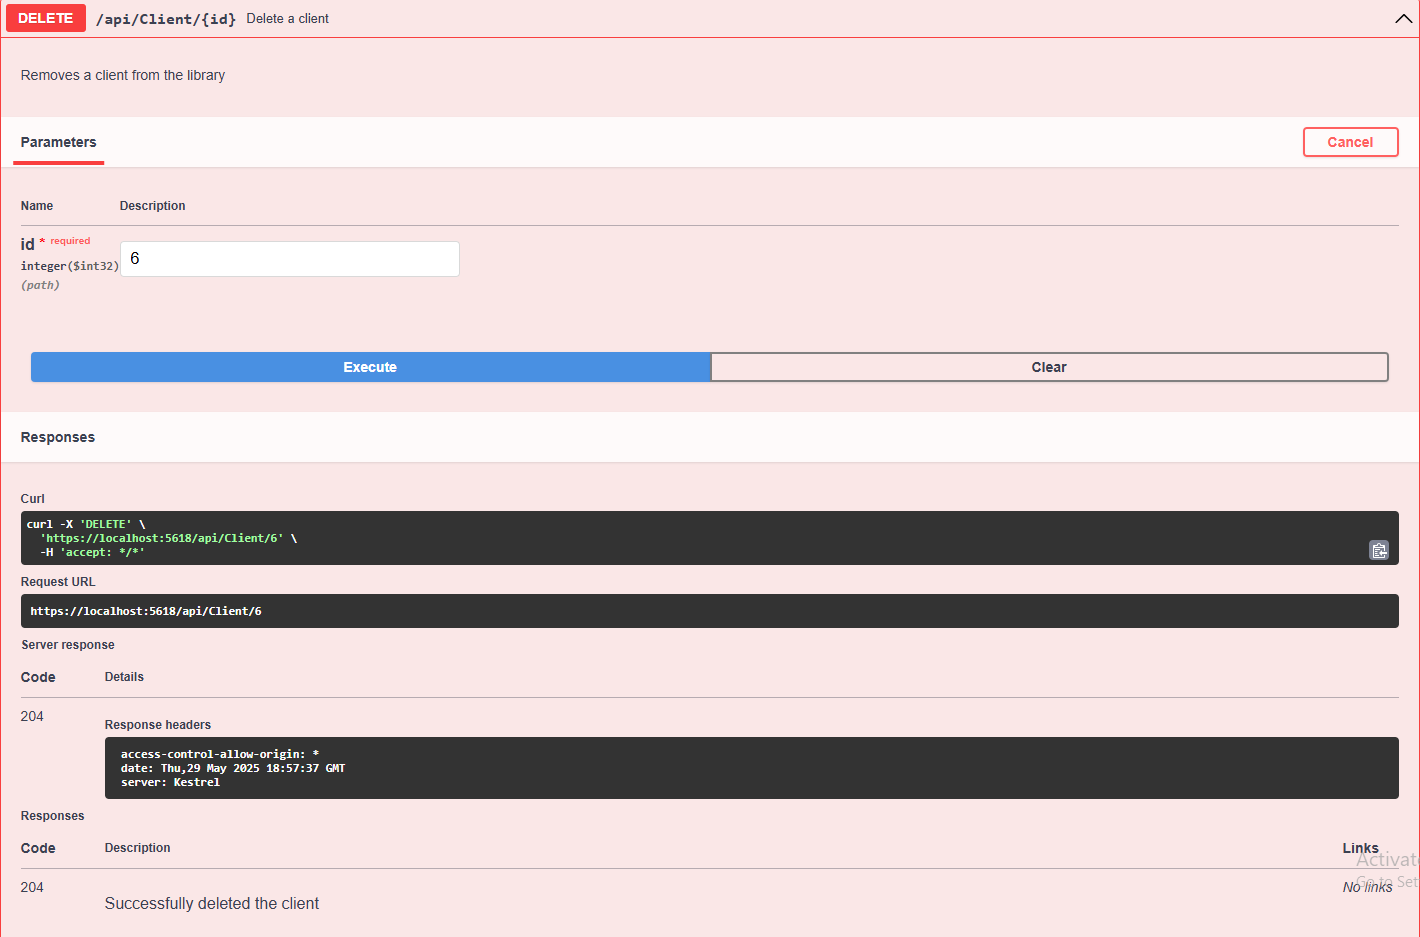 DELETE /api/Client/{id} Delete a client
Removes a client from the library
Parameters Cancel
Name Description
id * required
integer($int32)
(path)
6
Execute Clear
Responses
Curl
curl -X 'DELETE' \
'https://localhost:5618/api/Client/6' \
-H 'accept: */*'
Request URL
https://localhost:5618/api/Client/6
Server response
Code Details
204
Response headers
access-control-allow-origin: *
date: Thu,29 May 2025 18:57:37 GMT
server: Kestrel
Responses
Code Description Links
Activate
204 No links
Go to Set
Successfully deleted the client